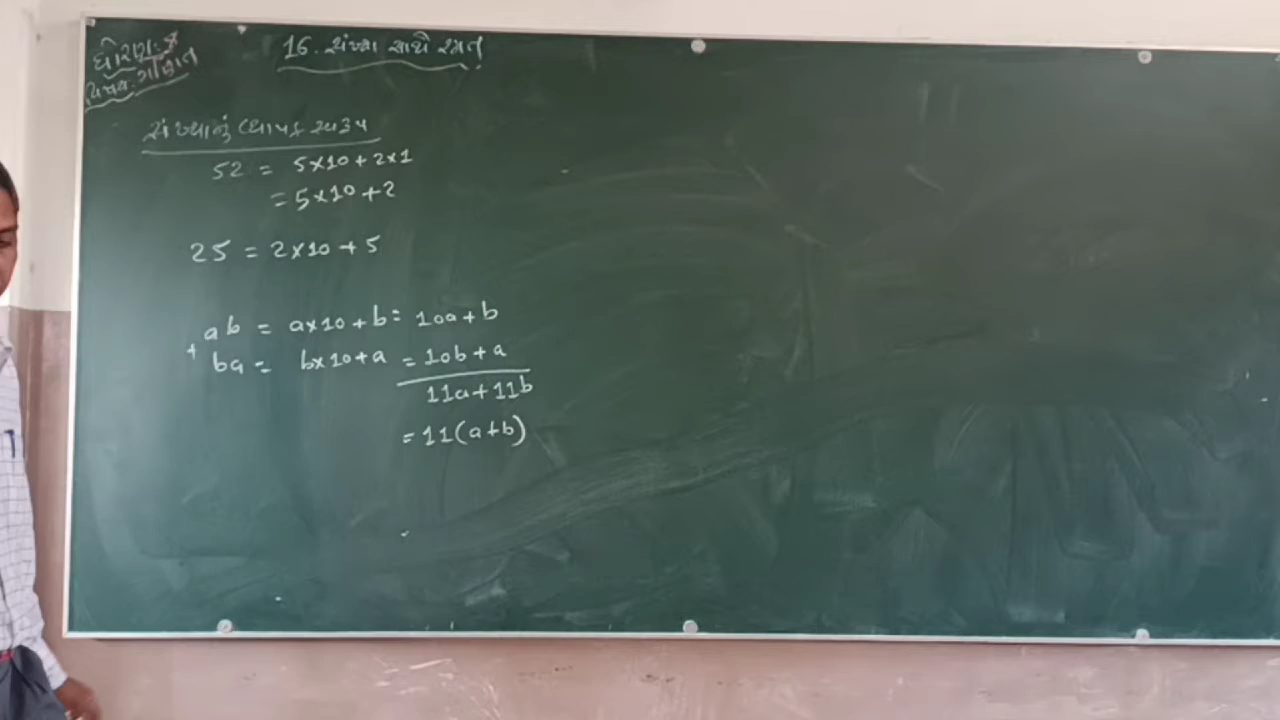 ધોરણ: ૮
વિષય: ગણિત
16. સંખ્યા સાથે રમત
સંખ્યાનું વ્યાપક સ્વરૂપ
52 = 5×10 + 2×1
= 5×10 + 2
25 = 2×10 + 5
ab = a×10 + b = 10a + b
+ ba = b×10 + a = 10b + a
11a + 11b
= 11(a+b)